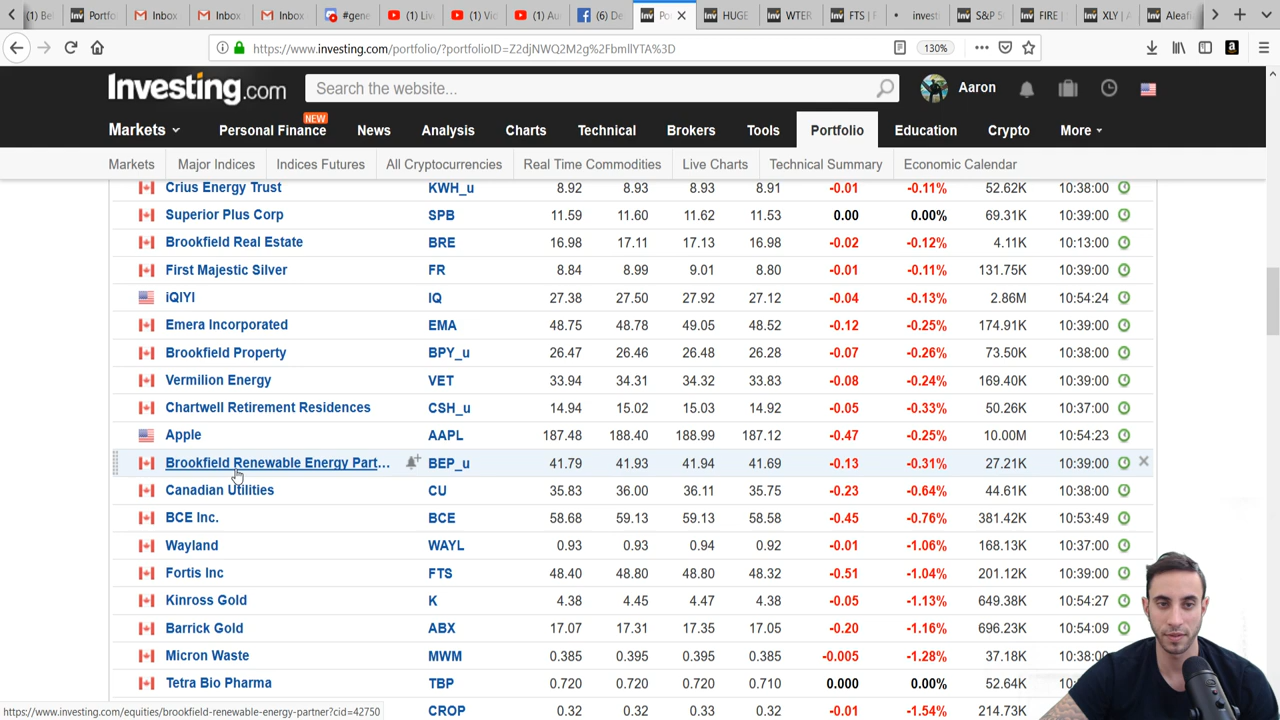 Portfo
Inbox
Inbox
Inbox
#gene
(1) Liv
(1) Vid
(1) Au
(6) De
Po
HUGE
WTER
FTS | F
investi
S&P 5
FIRE |
XLY | A
Aleafi
https://www.investing.com/portfolio/?portfolioID=Z2djNWQ2M2g%2FbmllYTA%3D
130%
Investing.com
Search the website...
Aaron
NEW
Markets Personal Finance News Analysis Charts Technical Brokers Tools Portfolio Education Crypto More
Markets Major Indices Indices Futures All Cryptocurrencies Real Time Commodities Live Charts Technical Summary Economic Calendar
Crius Energy Trust KWH_u 8.92 8.93 8.93 8.91 -0.01 -0.11% 52.62K 10:38:00
Superior Plus Corp SPB 11.59 11.60 11.62 11.53 0.00 0.00% 69.31K 10:39:00
Brookfield Real Estate BRE 16.98 17.11 17.13 16.98 -0.02 -0.12% 4.11K 10:13:00
First Majestic Silver FR 8.84 8.99 9.01 8.80 -0.01 -0.11% 131.75K 10:39:00
iQIYI IQ 27.38 27.50 27.92 27.12 -0.04 -0.13% 2.86M 10:54:24
Emera Incorporated EMA 48.75 48.78 49.05 48.52 -0.12 -0.25% 174.91K 10:39:00
Brookfield Property BPY_u 26.47 26.46 26.48 26.28 -0.07 -0.26% 73.50K 10:38:00
Vermilion Energy VET 33.94 34.31 34.32 33.83 -0.08 -0.24% 169.40K 10:39:00
Chartwell Retirement Residences CSH_u 14.94 15.02 15.03 14.92 -0.05 -0.33% 50.26K 10:37:00
Apple AAPL 187.48 188.40 188.99 187.12 -0.47 -0.25% 10.00M 10:54:23
Brookfield Renewable Energy Part... BEP_u 41.79 41.93 41.94 41.69 -0.13 -0.31% 27.21K 10:39:00
Canadian Utilities CU 35.83 36.00 36.11 35.75 -0.23 -0.64% 44.61K 10:38:00
BCE Inc. BCE 58.68 59.13 59.13 58.58 -0.45 -0.76% 381.42K 10:53:49
Wayland WAYL 0.93 0.93 0.94 0.92 -0.01 -1.06% 168.13K 10:37:00
Fortis Inc FTS 48.40 48.80 48.80 48.32 -0.51 -1.04% 201.12K 10:39:00
Kinross Gold K 4.38 4.45 4.47 4.38 -0.05 -1.13% 649.38K 10:54:27
Barrick Gold ABX 17.07 17.31 17.35 17.05 -0.20 -1.16% 696.23K 10:54:09
Micron Waste MWM 0.385 0.395 0.395 0.385 -0.005 -1.28% 37.18K 10:38:00
Tetra Bio Pharma TBP 0.720 0.720 0.720 0.710 0.000 0.00% 52.64K
CROP 0.32 0.32 0.33 0.32 -0.01 -1.54% 214.73K
https://www.investing.com/equities/brookfield-renewable-energy-partner?cid=42750